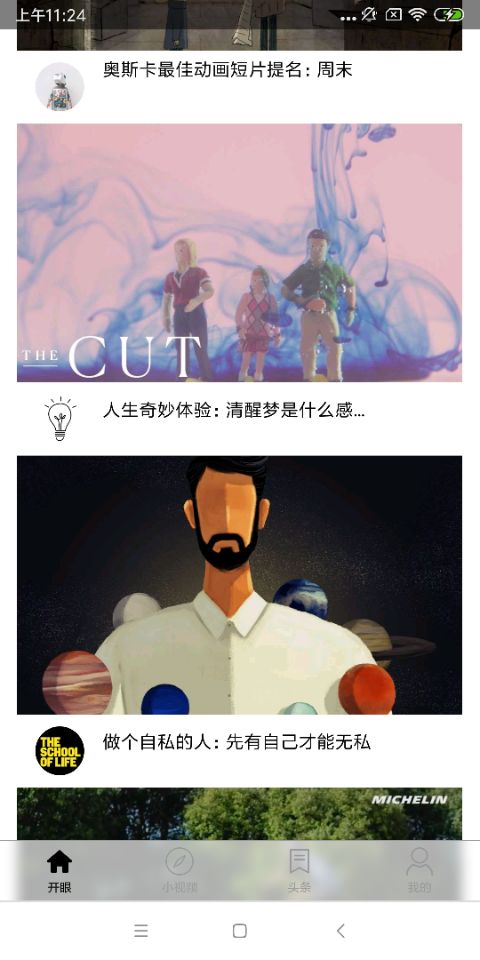 上午11:24
奥斯卡最佳动画短片提名：周末
THE CUT
人生奇妙体验：清醒梦是什么感...
THE
SCHOOL
OF LIFE
做个自私的人：先有自己才能无私
MICHELIN
开眼
小视频
头条
我的